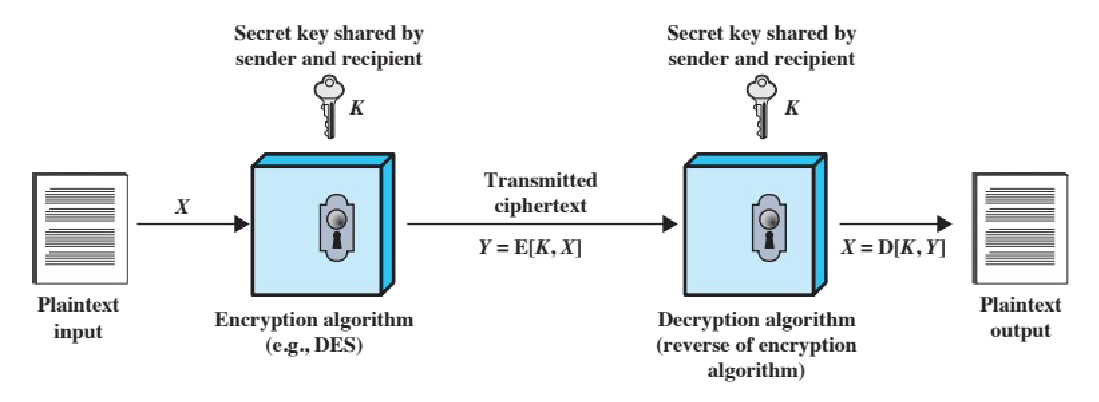 Secret key shared by
sender and recipient
K
Secret key shared by
sender and recipient
K
X
Transmitted
ciphertext
Y = E[K, X]
X = D[K, Y]
Plaintext
input
Encryption algorithm
(e.g., DES)
Decryption algorithm
(reverse of encryption
algorithm)
Plaintext
output